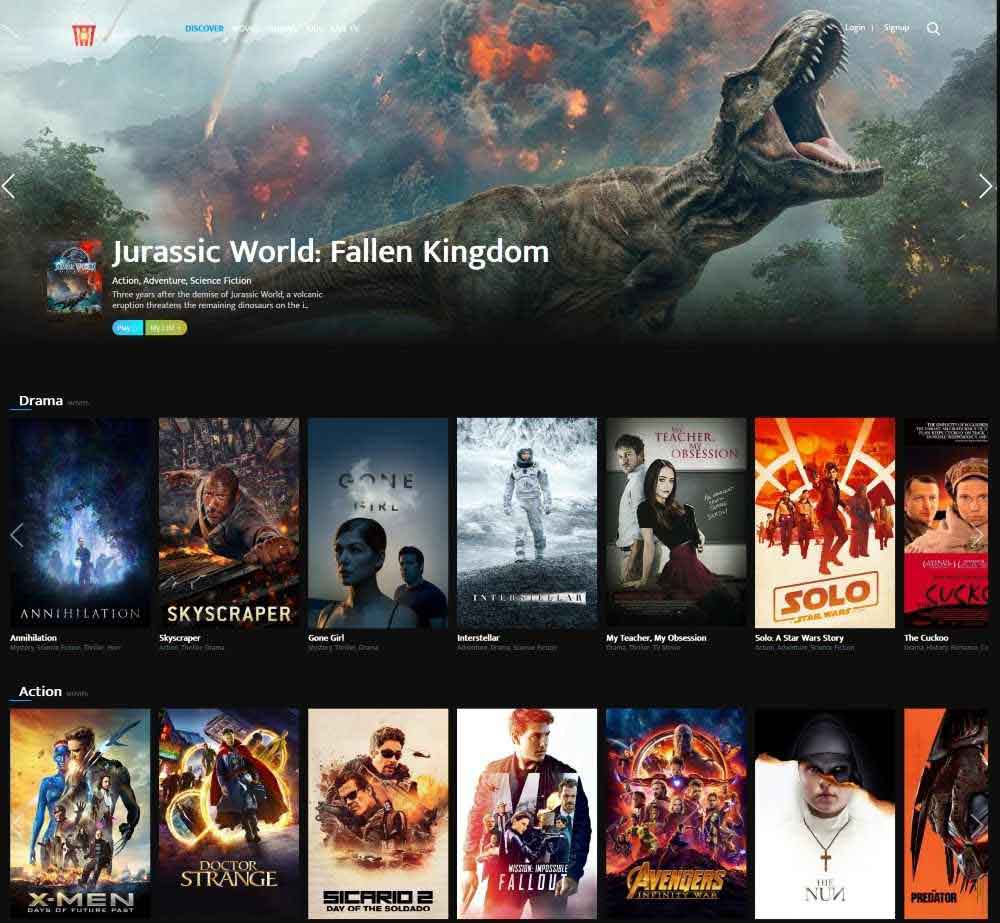 DISCOVER
Login | Signup
Jurassic World: Fallen Kingdom
Action, Adventure, Science Fiction
Three years after the demise of Jurassic World, a volcanic
eruption threatens the remaining dinosaurs on the i...
Play
My List +
Drama MOVIES
ANNIHILATION
SKYSCRAPER
GONE
GIRL
INTERSTELLAR
MY TEACHER,
MY
OBSESSION
SOLO
STAR WARS
CUCKO
Annihilation
Mystery, Science Fiction, Thriller, Horr
Skyscraper
Action, Thriller, Drama
Gone Girl
Mystery, Thriller, Drama
Interstellar
Adventure, Drama, Science Fiction
My Teacher, My Obsession
Drama, Thriller, TV Movie
Solo: A Star Wars Story
Action, Adventure, Science Fiction
The Cuckoo
Drama, History, Romance, Co
Action MOVIES
X-MEN
DAYS OF FUTURE PAST
DOCTOR
STRANGE
SICARIO 2
DAY OF THE SOLDADO
MISSION: IMPOSSIBLE
FALLOUT
AVENGERS
INFINITY WAR
THE
NUN
PREDATOR